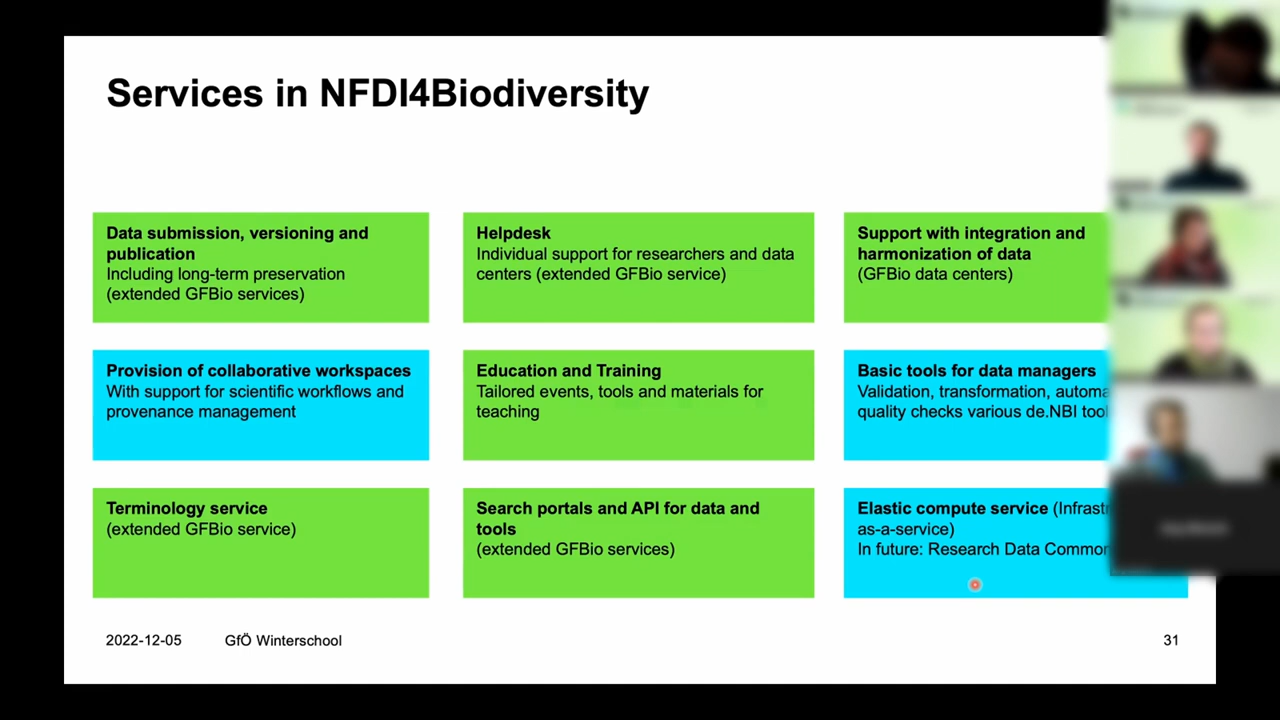 Services in NFDI4Biodiversity
Data submission, versioning and
publication
Including long-term preservation
(extended GFBio services)
Helpdesk
Individual support for researchers and data
centers (extended GFBio service)
Support with integration and
harmonization of data
(GFBio data centers)
Provision of collaborative workspaces
With support for scientific workflows and
provenance management
Education and Training
Tailored events, tools and materials for
teaching
Basic tools for data managers
Validation, transformation,
quality checks various de.NBI
Terminology service
(extended GFBio service)
Search portals and API for data and
tools
(extended GFBio services)
Elastic compute service
as-a-service)
In future: Research Data
2022-12-05 GfÖ Winterschool
31